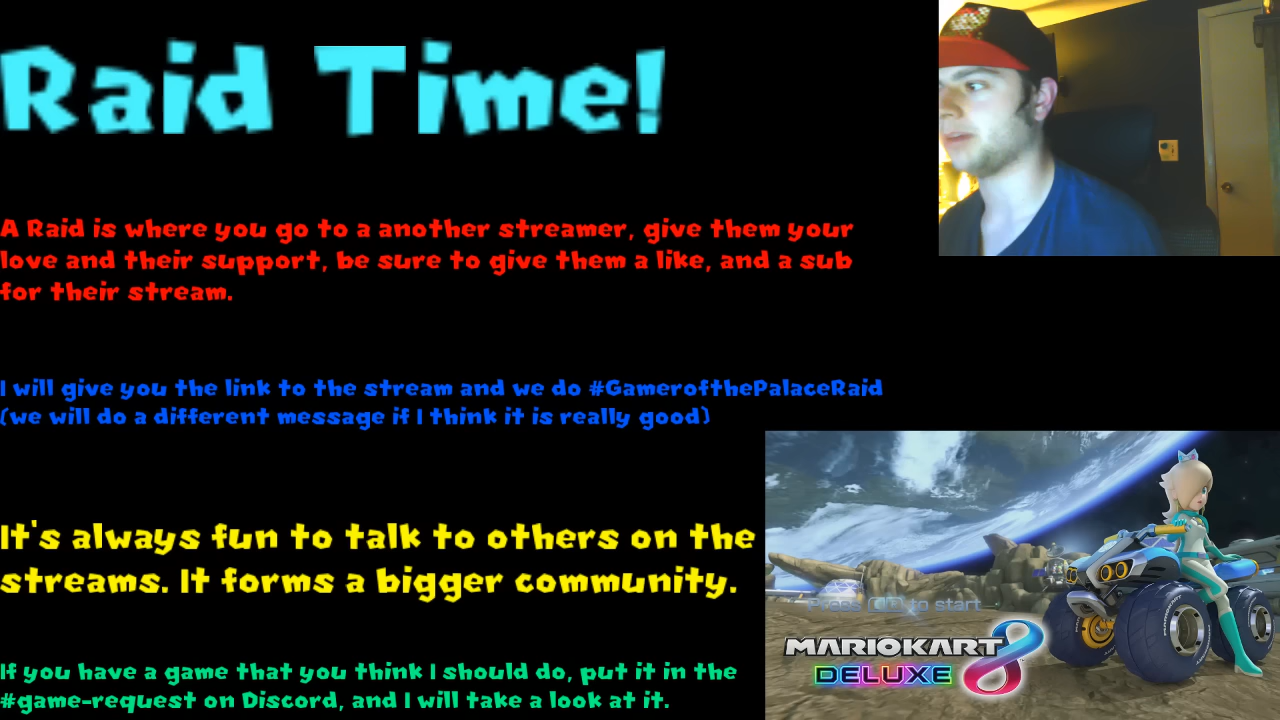 Raid Time!
A Raid is where you go to a another streamer, give them your
love and their support, be sure to give them a like, and a sub
for their stream.
I will give you the link to the stream and we do #GamerofthePalaceRaid
(we will do a different message if I think it is really good)
It's always fun to talk to others on the
streams. It forms a bigger community.
If you have a game that you think I should do, put it in the
#game-request on Discord, and I will take a look at it.
Press L R to start
MARIOKART 8
DELUXE